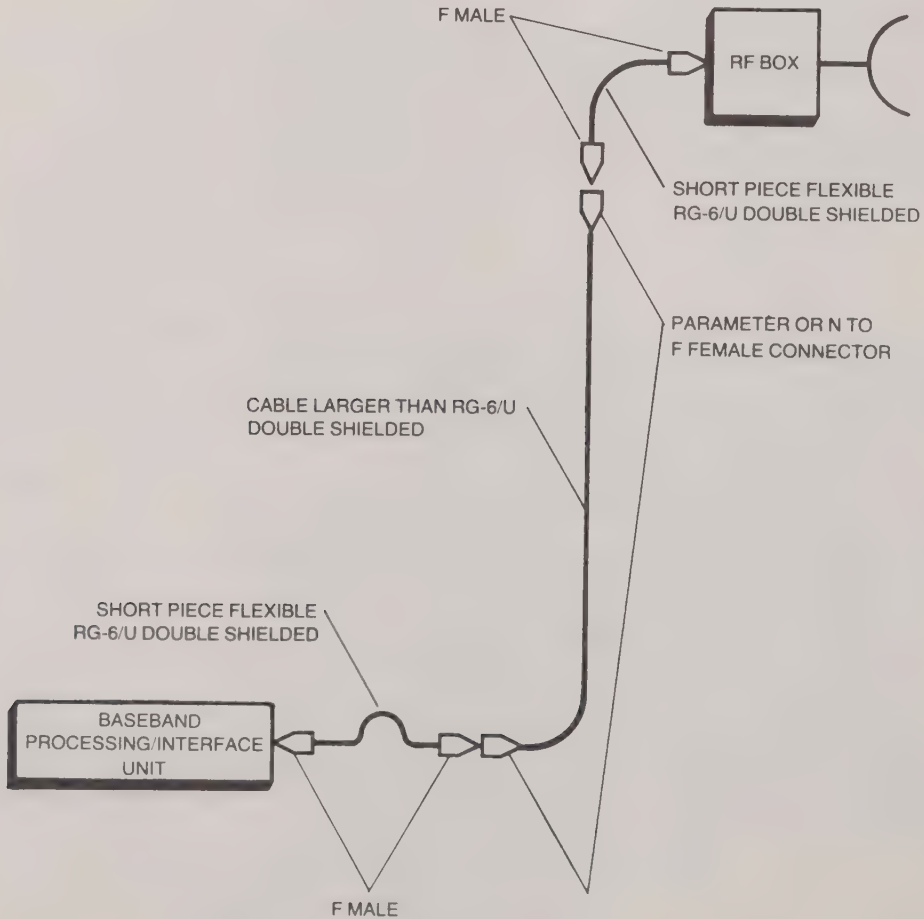 F MALE
RF BOX
SHORT PIECE FLEXIBLE
RG-6/U DOUBLE SHIELDED
PARAMETER OR N TO
F FEMALE CONNECTOR
CABLE LARGER THAN RG-6/U
DOUBLE SHIELDED
SHORT PIECE FLEXIBLE
RG-6/U DOUBLE SHIELDED
BASEBAND
PROCESSING/INTERFACE
UNIT
F MALE